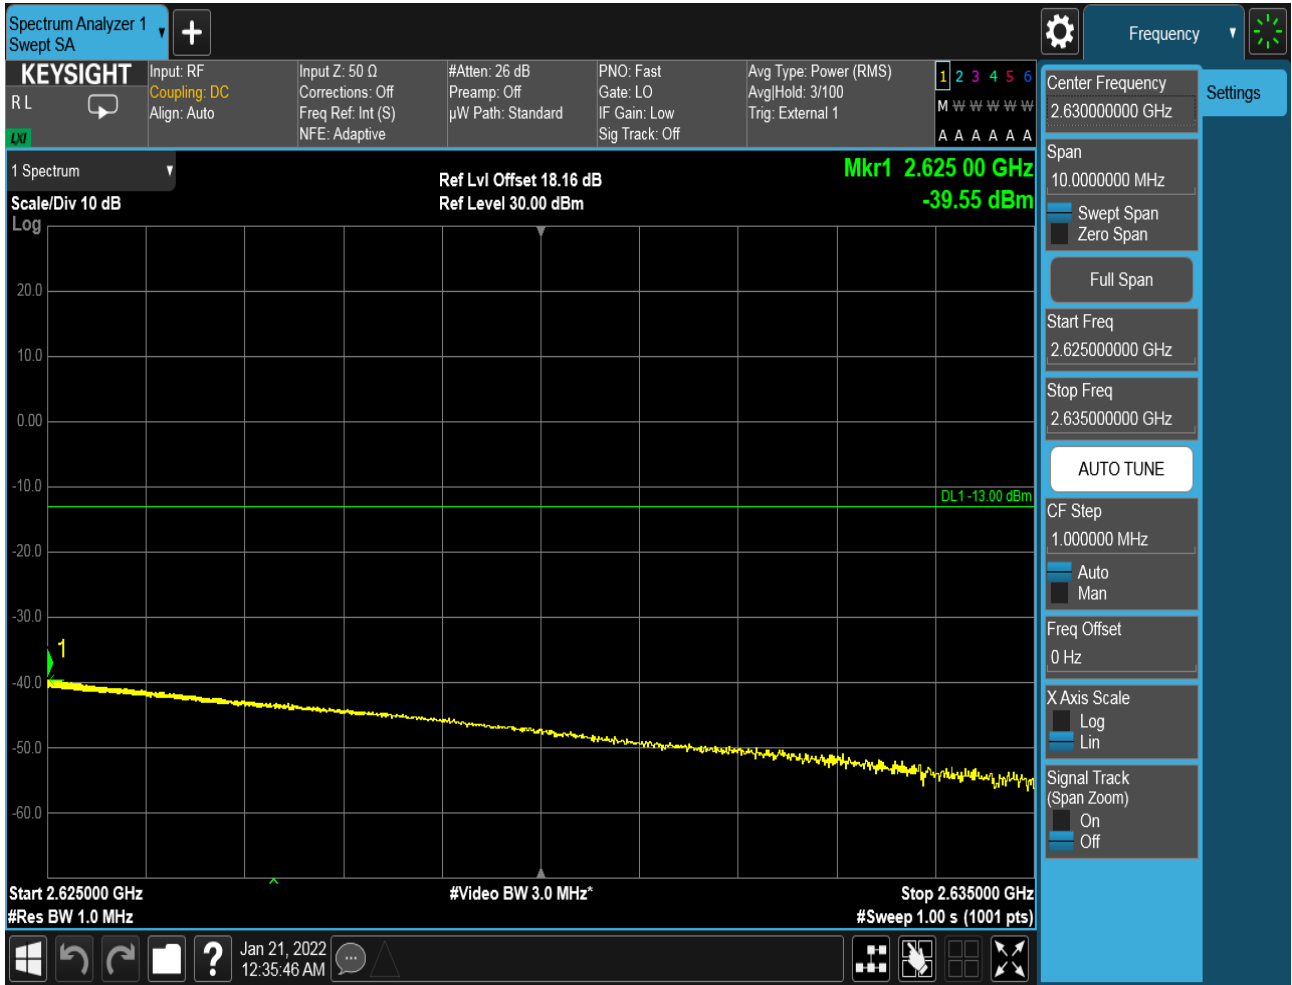 Spectrum Analyzer 1
Swept SA
Frequency
KEYSIGHT
R L
LXI
Input: RF
Coupling: DC
Align: Auto
Input Z: 50 Ω
Corrections: Off
Freq Ref: Int (S)
NFE: Adaptive
#Atten: 26 dB
Preamp: Off
µW Path: Standard
PNO: Fast
Gate: LO
IF Gain: Low
Sig Track: Off
Avg Type: Power (RMS)
Avg|Hold: 3/100
Trig: External 1
1 2 3 4 5 6
M W W W W W
A A A A A A
1 Spectrum
Scale/Div 10 dB
Log
Ref Lvl Offset 18.16 dB
Ref Level 30.00 dBm
Mkr1 2.625 00 GHz
-39.55 dBm
20.0
10.0
0.00
-10.0
-20.0
-30.0
-40.0
-50.0
-60.0
DL1 -13.00 dBm
1
Start 2.625000 GHz
#Res BW 1.0 MHz
#Video BW 3.0 MHz*
Stop 2.635000 GHz
#Sweep 1.00 s (1001 pts)
Center Frequency
2.630000000 GHz
Settings
Span
10.0000000 MHz
Swept Span
Zero Span
Full Span
Start Freq
2.625000000 GHz
Stop Freq
2.635000000 GHz
AUTO TUNE
CF Step
1.000000 MHz
Auto
Man
Freq Offset
0 Hz
X Axis Scale
Log
Lin
Signal Track
(Span Zoom)
On
Off
?
Jan 21, 2022
12:35:46 AM